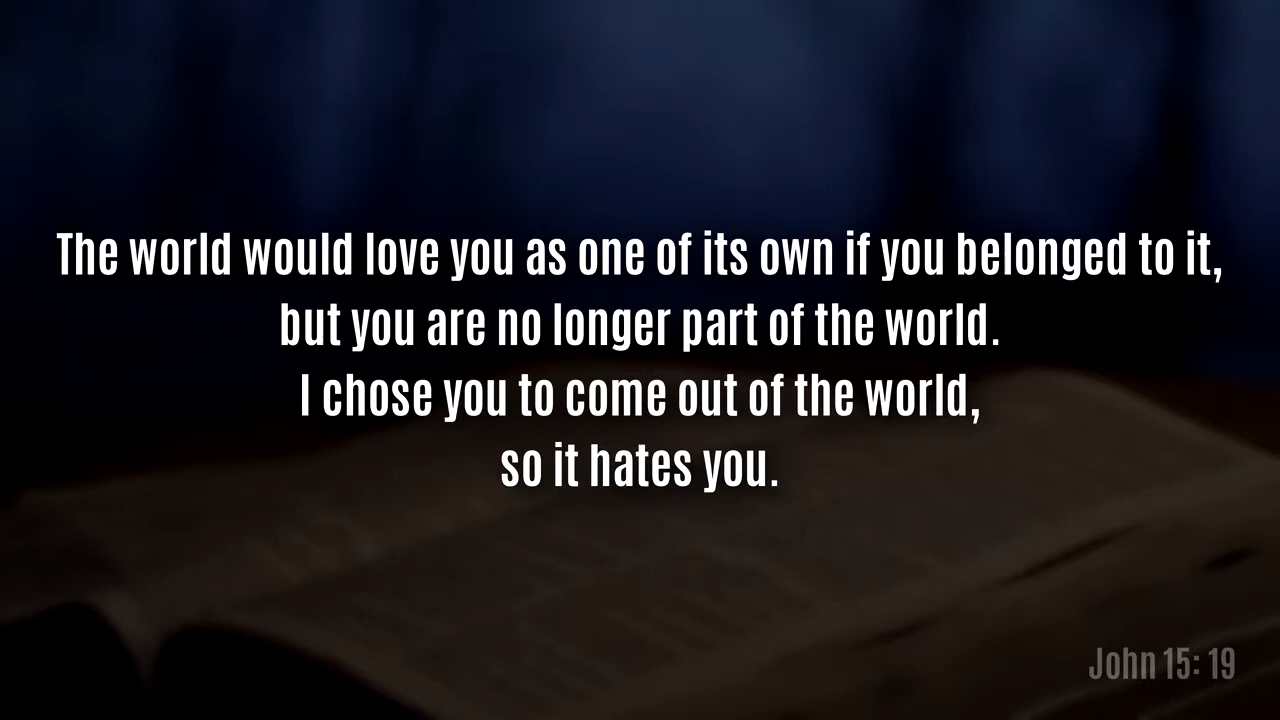 The world would love you as one of its own if you belonged to it,
but you are no longer part of the world.
I chose you to come out of the world,
so it hates you.
John 15: 19